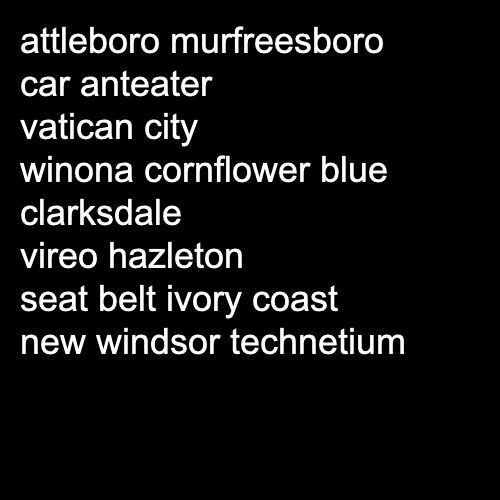 attleboro murfreesboro
car anteater
vatican city
winona cornflower blue
clarksdale
vireo hazleton
seat belt ivory coast
new windsor technetium